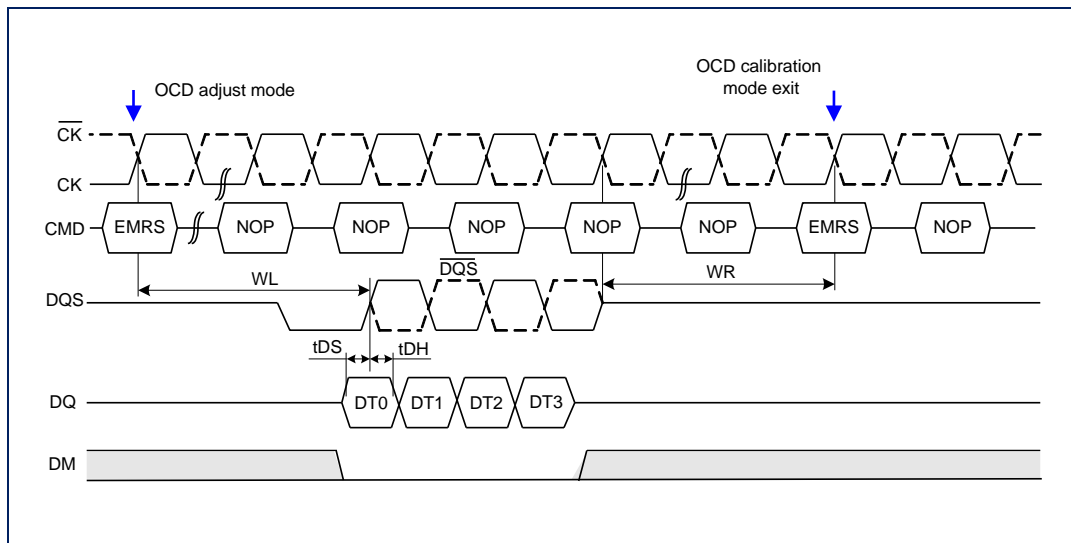 OCD adjust mode
OCD calibration
mode exit
CK
CK
CMD
EMRS
NOP
NOP
NOP
NOP
NOP
EMRS
NOP
WL
DQS
WR
DQS
tDS
tDH
DQ
DT0
DT1
DT2
DT3
DM